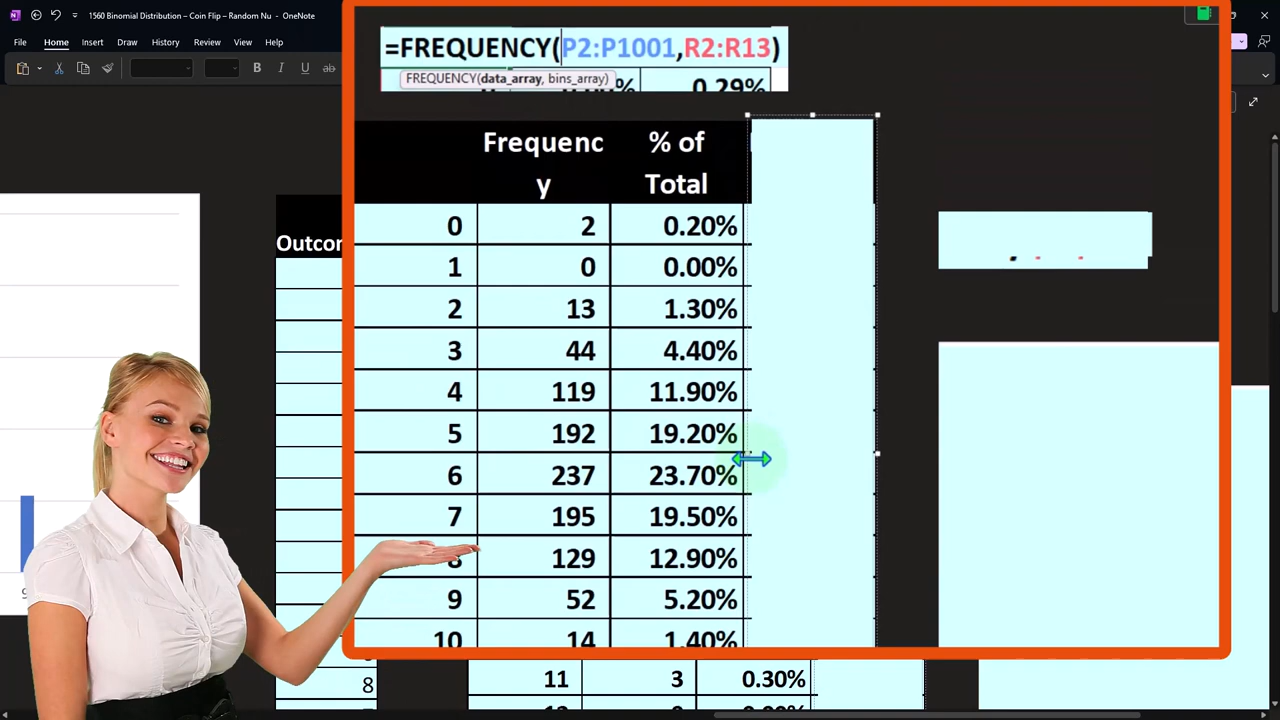 1560 Binomial Distribution – Coin Flip – Random Nu - OneNote
File Home Insert Draw View Help
=FREQUENCY(P2:P1001,R2:R13)
FREQUENCY(data_array, bins_array)
0.29%
Frequenc
y
% of
Total
Outcom
0 2 0.20%
1 0 0.00%
2 13 1.30%
3 44 4.40%
4 119 11.90%
5 192 19.20%
6 237 23.70%
7 195 19.50%
8 129 12.90%
9 52 5.20%
10 14 1.40%
11 3 0.30%
8